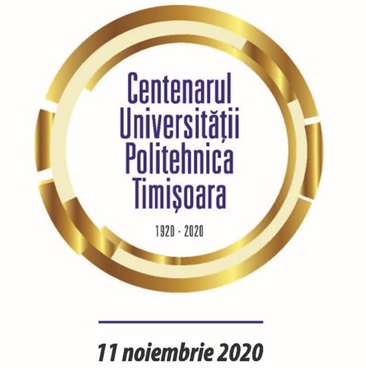 Centenarul
Universității
Politehnica
Timișoara
1920 - 2020
11 noiembrie 2020